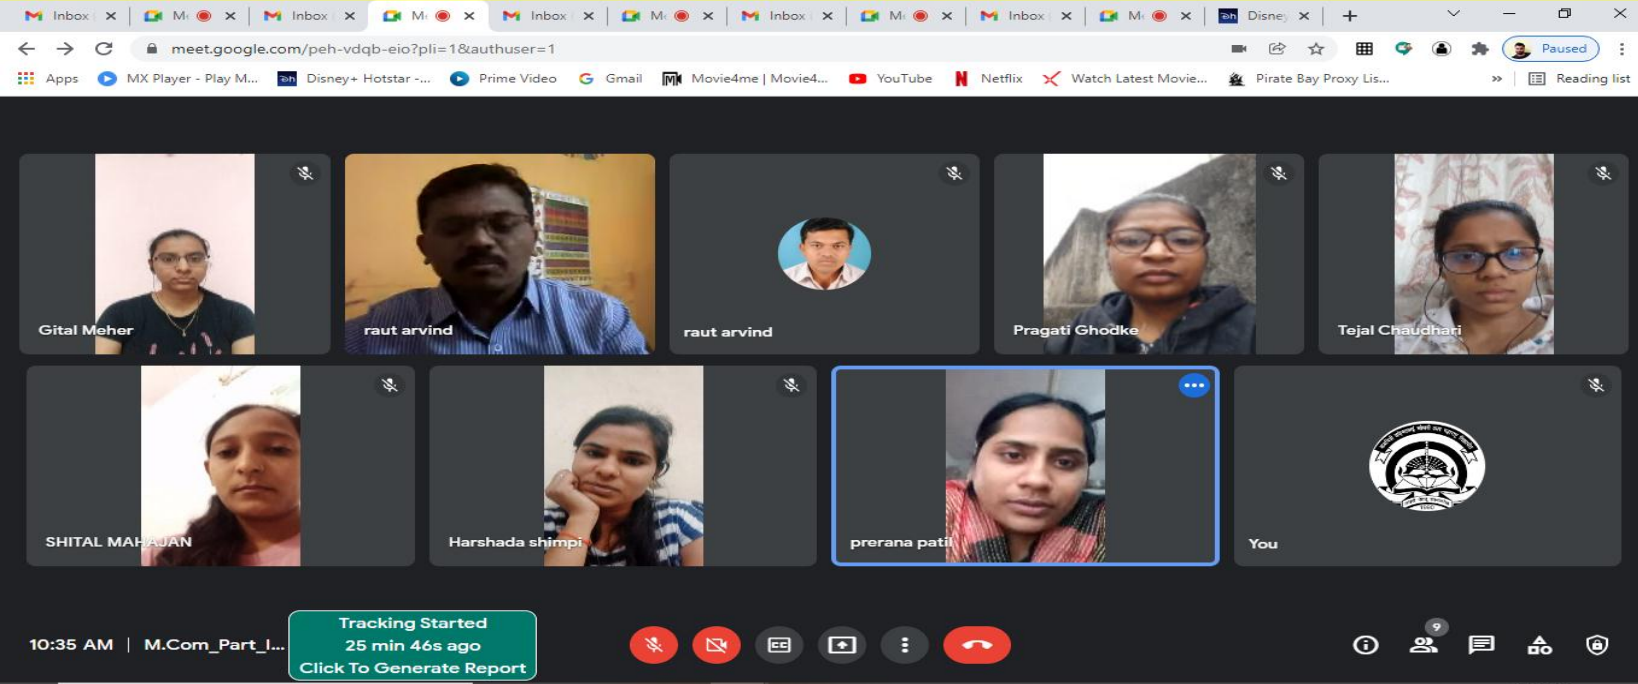 Inbox M Inbox M Inbox M Inbox M Inbox M Disney
meet.google.com/peh-vdqb-eio?pli=1&authuser=1 Paused
Apps MX Player - Play M... Disney+ Hotstar -... Prime Video Gmail Movie4me | Movie4... YouTube Netflix Watch Latest Movie... Pirate Bay Proxy Lis... » Reading list
Gital Meher
raut arvind
raut arvind
Pragati Ghodke
Tejal Chaudhari
SHITAL MAHAJAN
Harshada shimpi
prerana patil
You
10:35 AM | M.Com_Part_I...
Tracking Started
25 min 46s ago
Click To Generate Report
CC
9